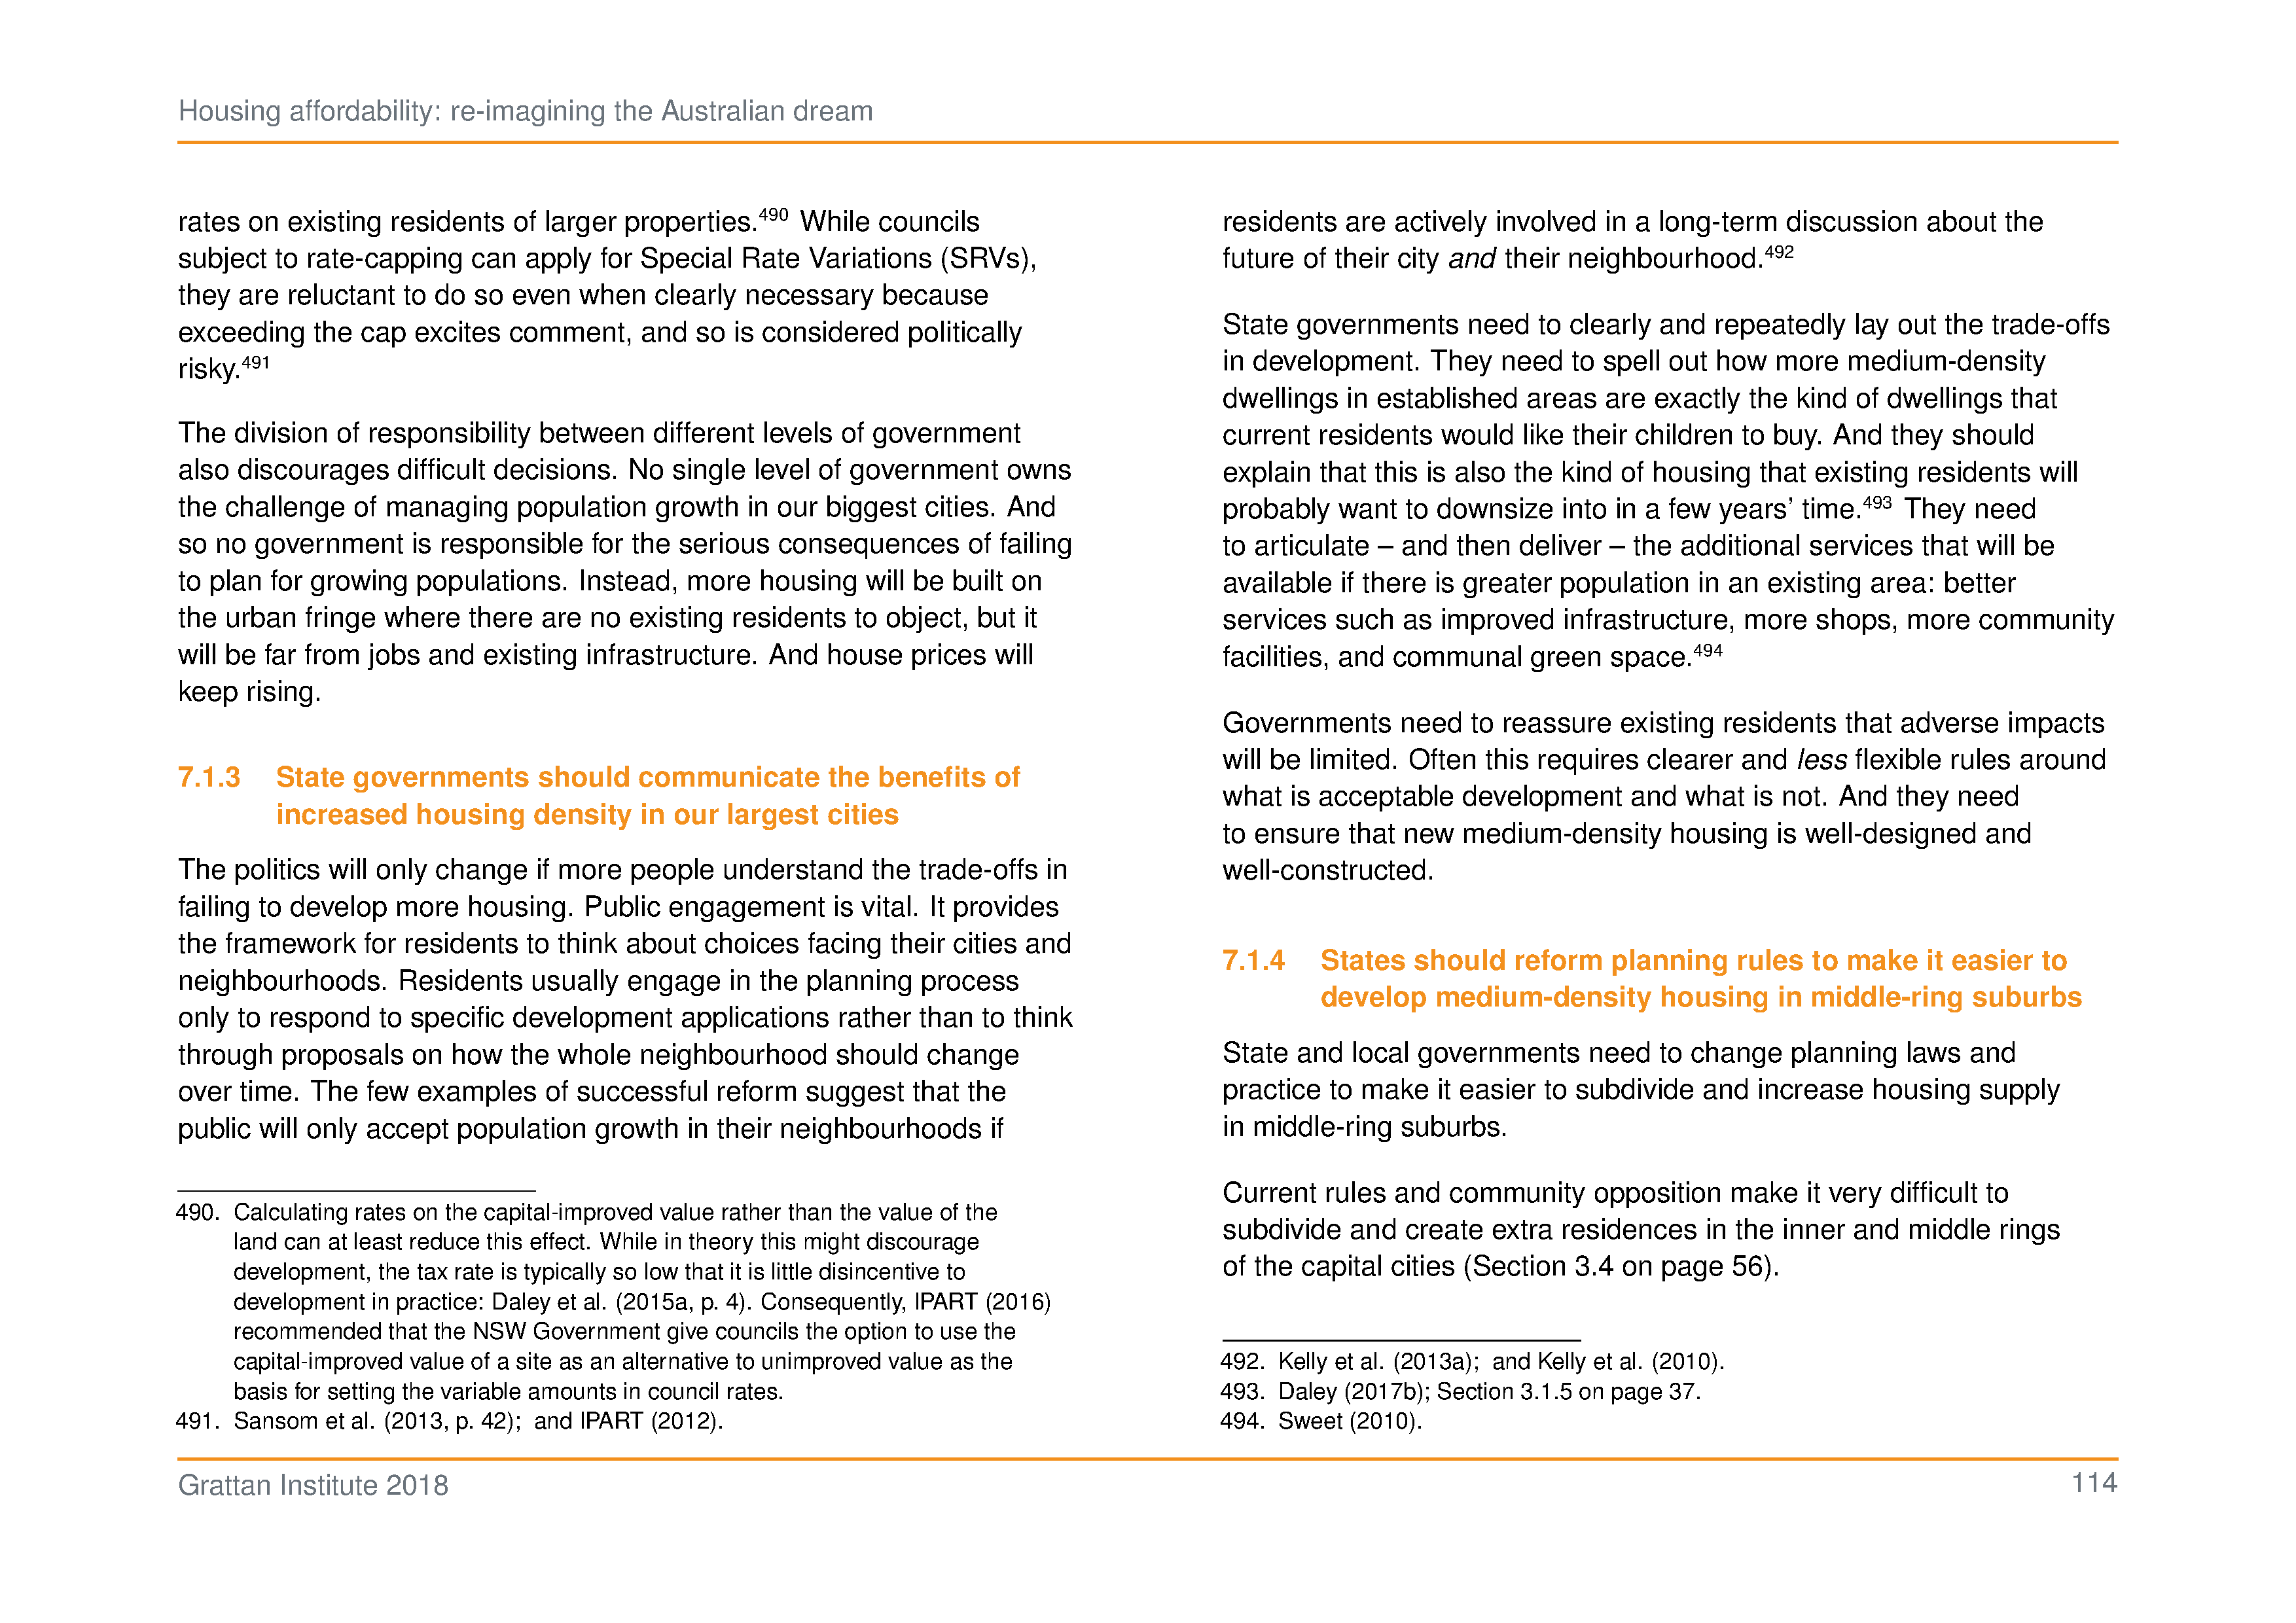 Housing affordability: re-imagining the Australian dream
rates on existing residents of larger properties.490 While councils
subject to rate-capping can apply for Special Rate Variations (SRVs),
they are reluctant to do so even when clearly necessary because
exceeding the cap excites comment, and so is considered politically
risky.491
The division of responsibility between different levels of government
also discourages difficult decisions. No single level of government owns
the challenge of managing population growth in our biggest cities. And
so no government is responsible for the serious consequences of failing
to plan for growing populations. Instead, more housing will be built on
the urban fringe where there are no existing residents to object, but it
will be far from jobs and existing infrastructure. And house prices will
keep rising.
7.1.3 State governments should communicate the benefits of
increased housing density in our largest cities
The politics will only change if more people understand the trade-offs in
failing to develop more housing. Public engagement is vital. It provides
the framework for residents to think about choices facing their cities and
neighbourhoods. Residents usually engage in the planning process
only to respond to specific development applications rather than to think
through proposals on how the whole neighbourhood should change
over time. The few examples of successful reform suggest that the
public will only accept population growth in their neighbourhoods if
490. Calculating rates on the capital-improved value rather than the value of the
land can at least reduce this effect. While in theory this might discourage
development, the tax rate is typically so low that it is little disincentive to
development in practice: Daley et al. (2015a, p. 4). Consequently, IPART (2016)
recommended that the NSW Government give councils the option to use the
capital-improved value of a site as an alternative to unimproved value as the
basis for setting the variable amounts in council rates.
491. Sansom et al. (2013, p. 42); and IPART (2012).
residents are actively involved in a long-term discussion about the
future of their city and their neighbourhood.492
State governments need to clearly and repeatedly lay out the trade-offs
in development. They need to spell out how more medium-density
dwellings in established areas are exactly the kind of dwellings that
current residents would like their children to buy. And they should
explain that this is also the kind of housing that existing residents will
probably want to downsize into in a few years’ time.493 They need
to articulate – and then deliver – the additional services that will be
available if there is greater population in an existing area: better
services such as improved infrastructure, more shops, more community
facilities, and communal green space.494
Governments need to reassure existing residents that adverse impacts
will be limited. Often this requires clearer and less flexible rules around
what is acceptable development and what is not. And they need
to ensure that new medium-density housing is well-designed and
well-constructed.
7.1.4 States should reform planning rules to make it easier to
develop medium-density housing in middle-ring suburbs
State and local governments need to change planning laws and
practice to make it easier to subdivide and increase housing supply
in middle-ring suburbs.
Current rules and community opposition make it very difficult to
subdivide and create extra residences in the inner and middle rings
of the capital cities (Section 3.4 on page 56).
492. Kelly et al. (2013a); and Kelly et al. (2010).
493. Daley (2017b); Section 3.1.5 on page 37.
494. Sweet (2010).
Grattan Institute 2018
114